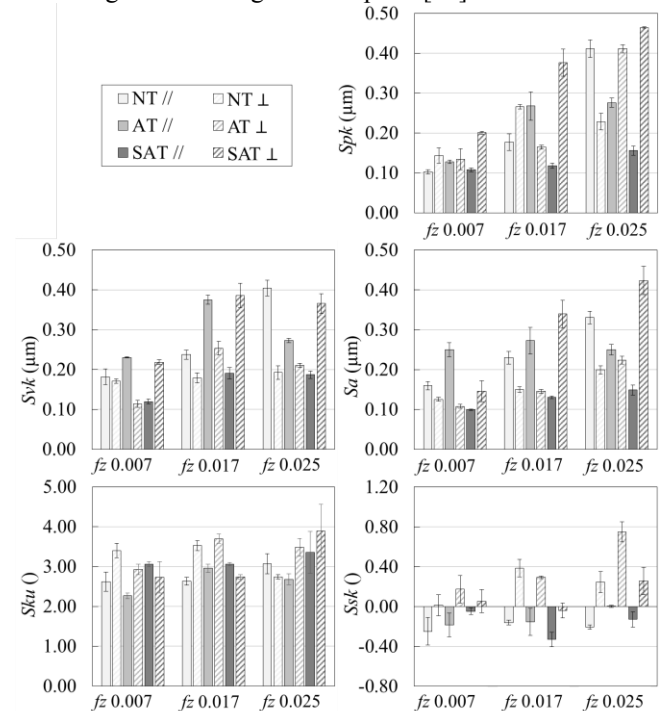 0.50
0.40
0.30
0.20
0.10
0.00
Spk (µm)
fz 0.007 fz 0.017 fz 0.025
NT // NT ⊥
AT // AT ⊥
SAT // SAT ⊥
0.50
0.40
0.30
0.20
0.10
0.00
Svk (µm)
fz 0.007 fz 0.017 fz 0.025
0.50
0.40
0.30
0.20
0.10
0.00
Sa (µm)
fz 0.007 fz 0.017 fz 0.025
5.00
4.00
3.00
2.00
1.00
0.00
Sku ()
fz 0.007 fz 0.017 fz 0.025
1.20
0.80
0.40
0.00
-0.40
-0.80
Ssk ()
fz 0.007 fz 0.017 fz 0.025